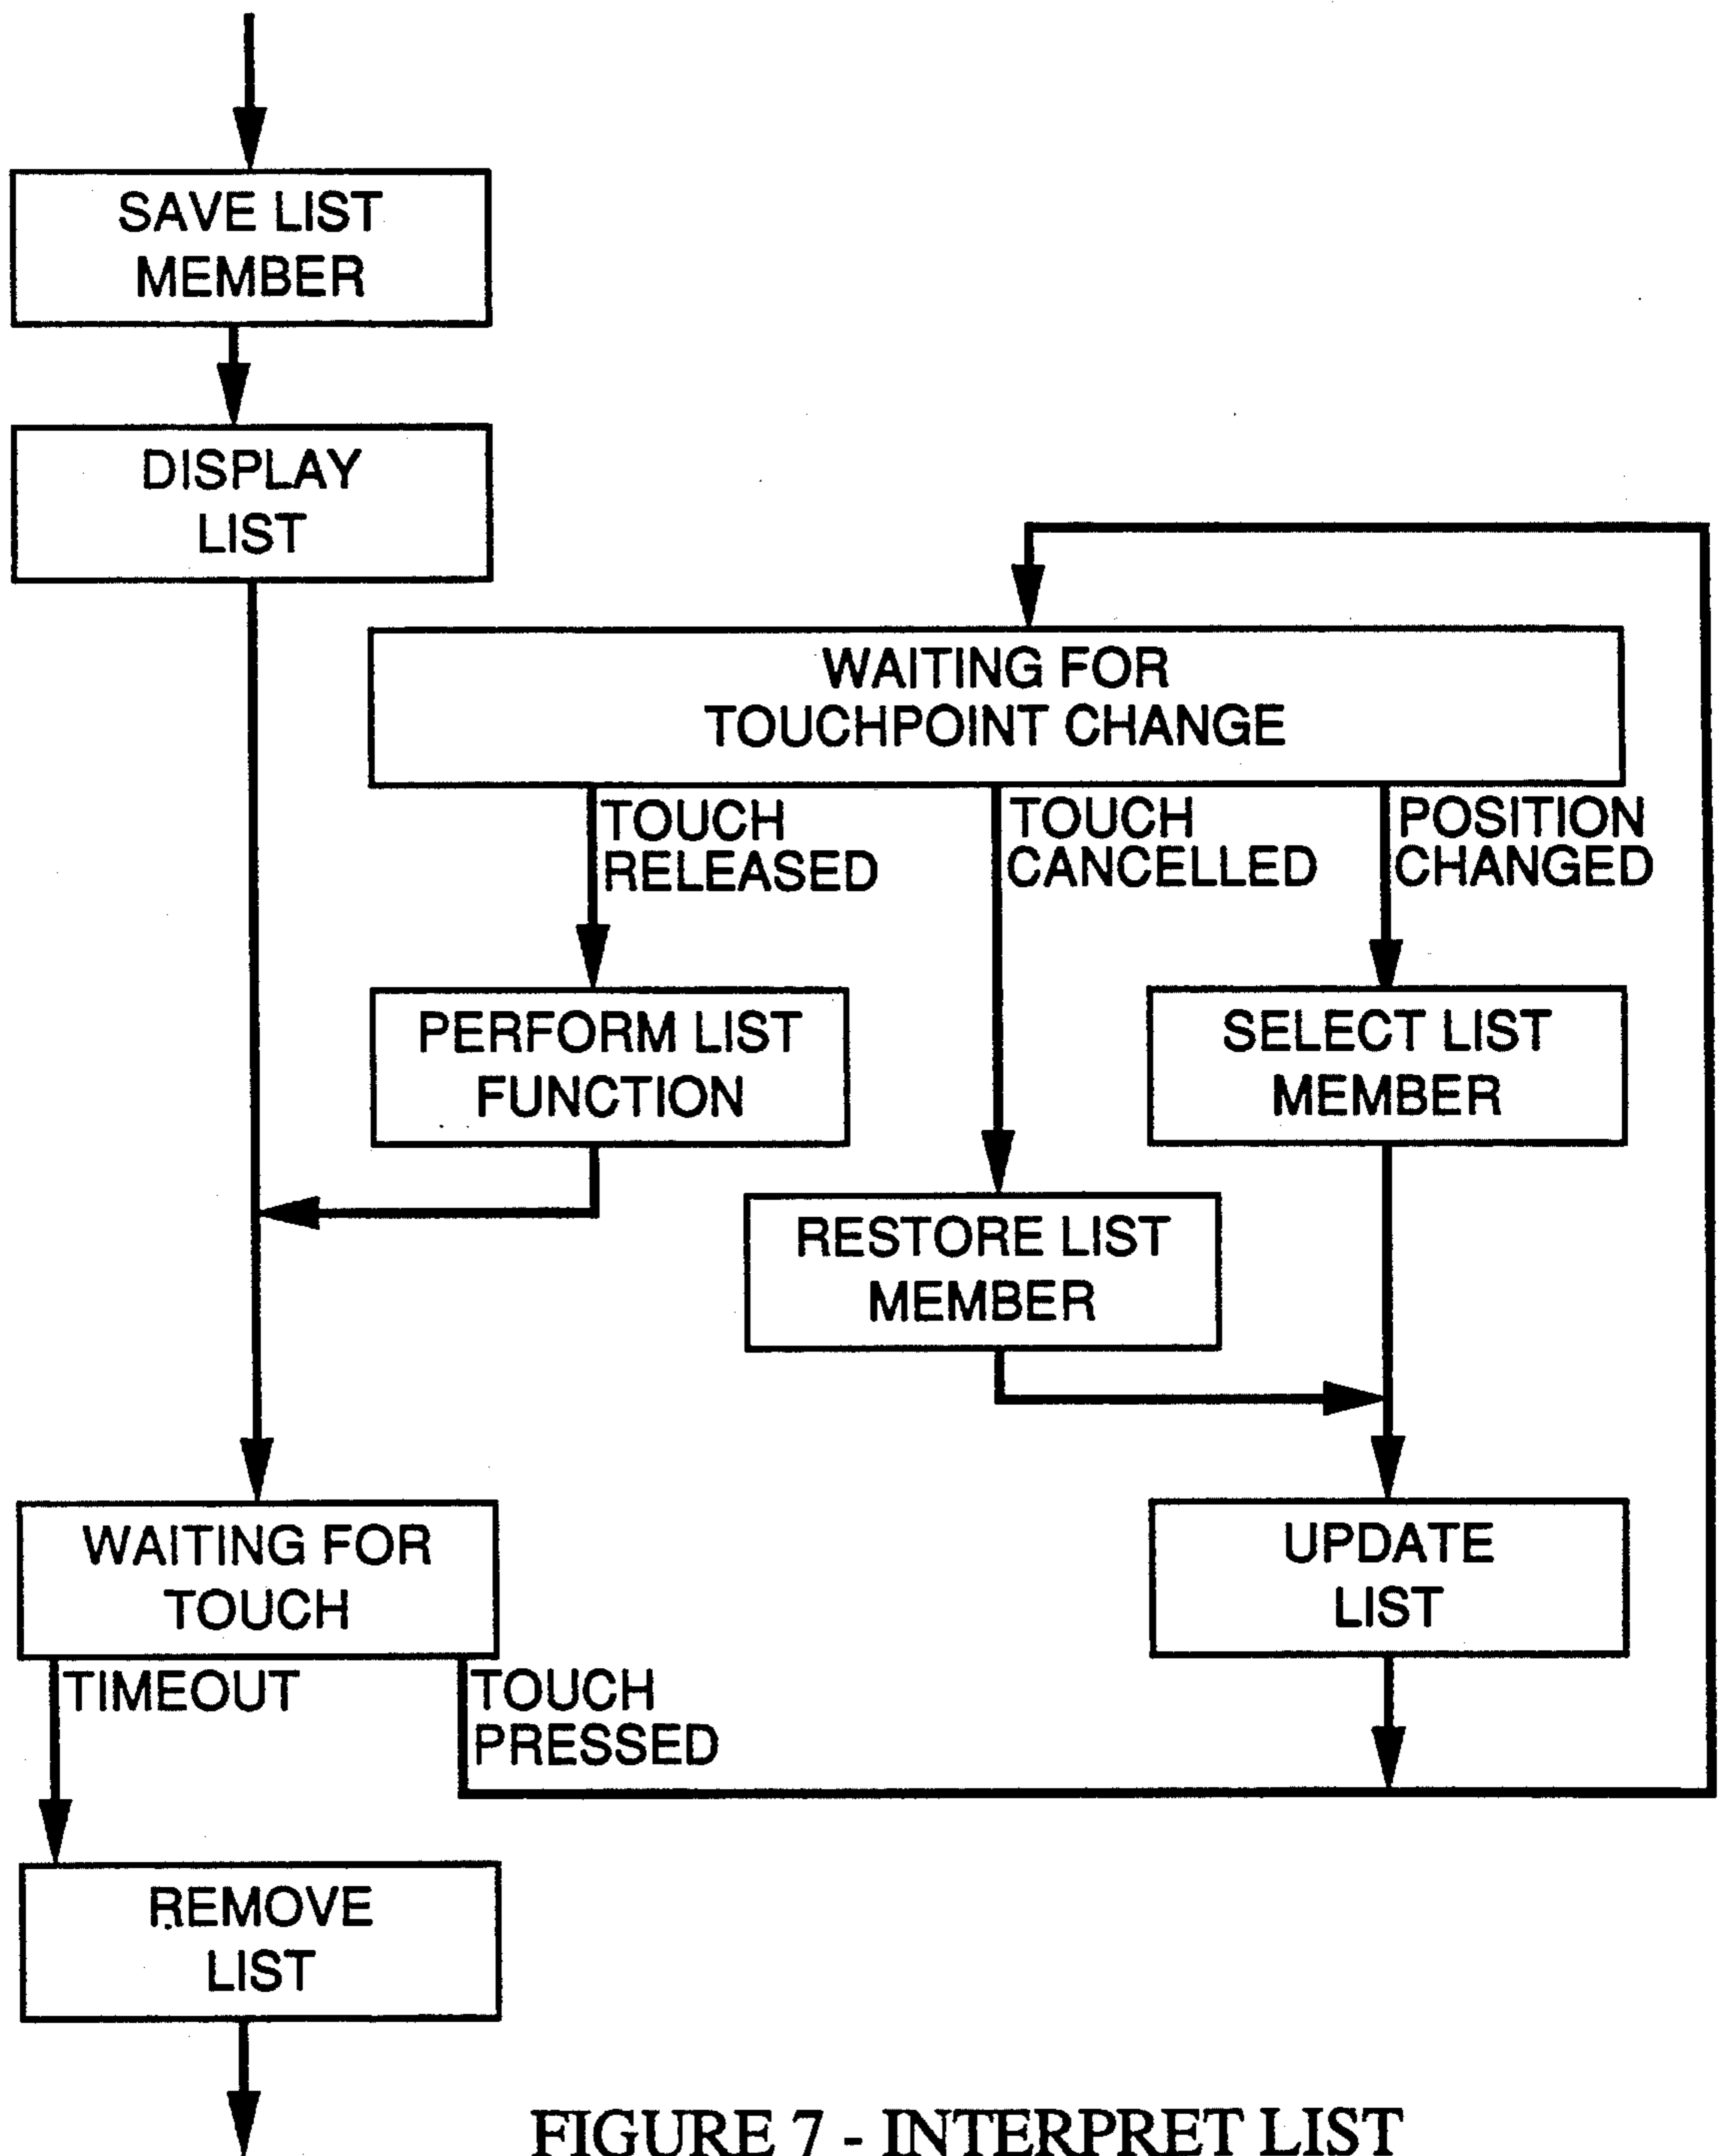 SAVE LIST
MEMBER
DISPLAY
LIST
WAITING FOR
TOUCHPOINT CHANGE
TOUCH
RELEASED
TOUCH
CANCELLED
POSITION
CHANGED
PERFORM LIST
FUNCTION
SELECT LIST
MEMBER
RESTORE LIST
MEMBER
WAITING FOR
TOUCH
UPDATE
LIST
TIMEOUT
TOUCH
PRESSED
REMOVE
LIST
FIGURE 7 - INTERPRET LIST